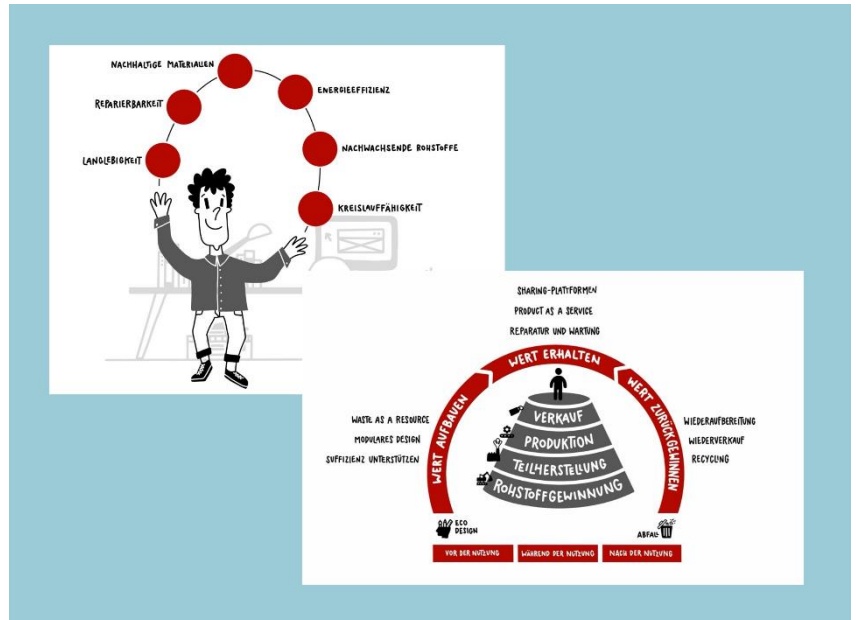 NACHHALTIGE MATERIALIEN
ENERGIEEFFIZIENZ
REPARIERBARKEIT
NACHWACHSENDE ROHSTOFFE
LANGLEBIGKEIT
KREISLAUFFÄHIGKEIT
SHARING-PLATTFORMEN
PRODUCT AS A SERVICE
REPARATUR UND WARTUNG
WERT ERHALTEN
WERT AUFBAUEN
WERT ZURÜCKGEWINNEN
WASTE AS A RESOURCE
MODULARES DESIGN
SUFFIZIENZ UNTERSTÜTZEN
VERKAUF
PRODUKTION
TEILHERSTELLUNG
ROHSTOFFGEWINNUNG
WIEDERAUFBEREITUNG
WIEDERVERKAUF
RECYCLING
ECO
DESIGN
ABFALL
VOR DER NUTZUNG
WÄHREND DER NUTZUNG
NACH DER NUTZUNG